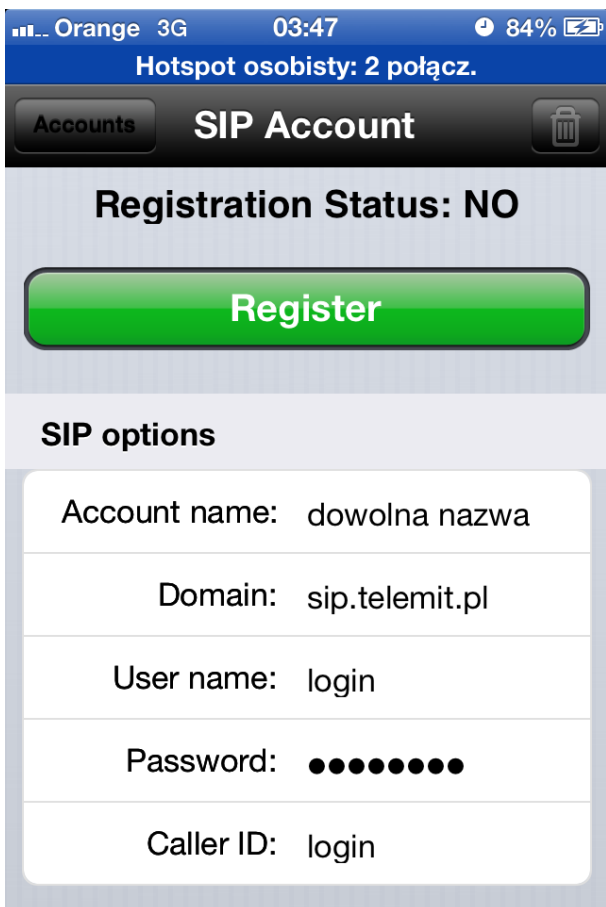 Orange 3G 03:47 84%
Hotspot osobisty: 2 połącz.
Accounts SIP Account
Registration Status: NO
Register
SIP options
Account name: dowolna nazwa
Domain: sip.telemit.pl
User name: login
Password: ●●●●●●●●
Caller ID: login